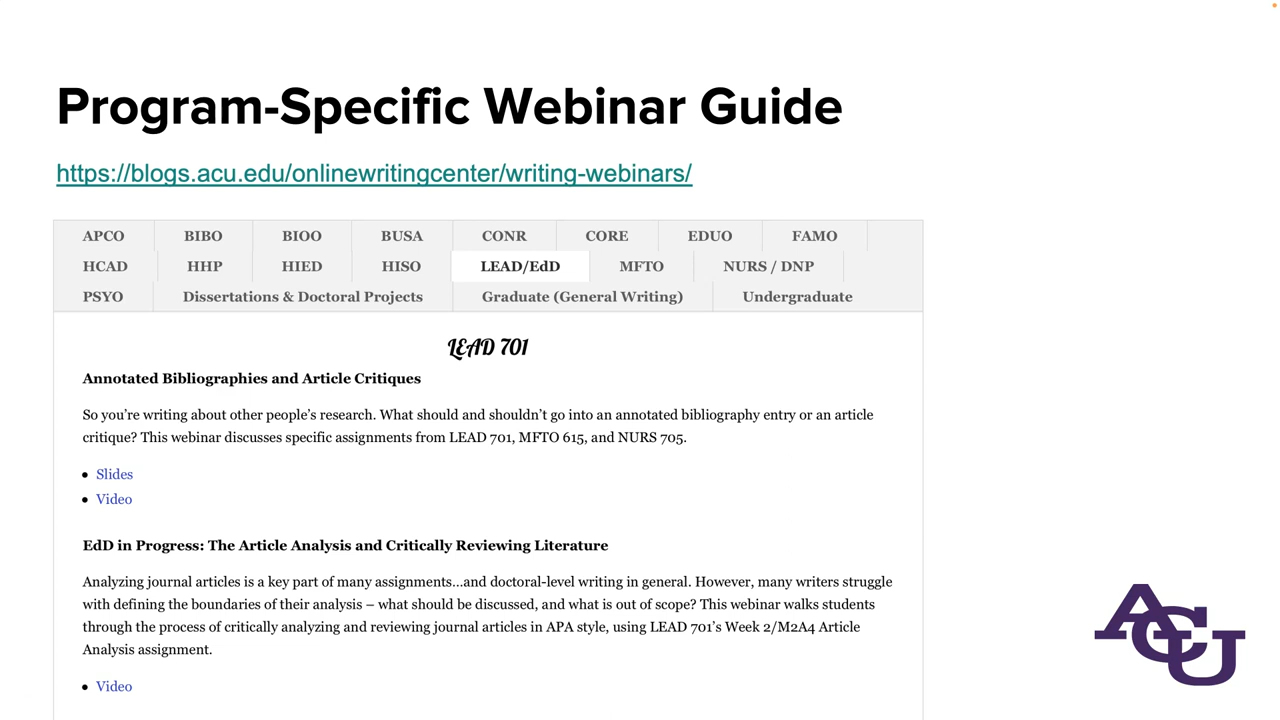 Program-Specific Webinar Guide
https://blogs.acu.edu/onlinewritingcenter/writing-webinars/
APCO BIBO BIOO BUSA CONR CORE EDUO FAMO
HCAD HHP HIED HISO LEAD/EdD MFTO NURS / DNP
PSYO Dissertations & Doctoral Projects Graduate (General Writing) Undergraduate
LEAD 701
Annotated Bibliographies and Article Critiques
So you’re writing about other people’s research. What should and shouldn’t go into an annotated bibliography entry or an article
critique? This webinar discusses specific assignments from LEAD 701, MFTO 615, and NURS 705.
• Slides
• Video
EdD in Progress: The Article Analysis and Critically Reviewing Literature
Analyzing journal articles is a key part of many assignments…and doctoral-level writing in general. However, many writers struggle
with defining the boundaries of their analysis – what should be discussed, and what is out of scope? This webinar walks students
through the process of critically analyzing and reviewing journal articles in APA style, using LEAD 701’s Week 2/M2A4 Article
Analysis assignment.
• Video
ACU